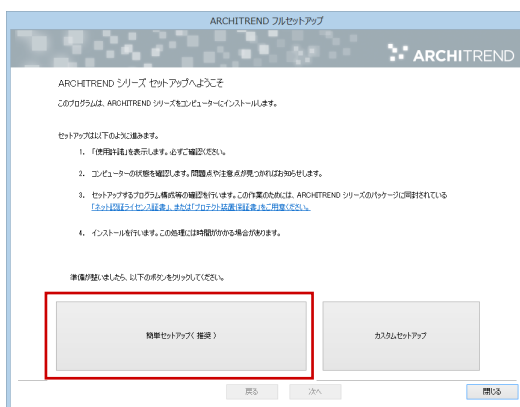 ARCHITREND フルセットアップ
ARCHITREND
ARCHITREND シリーズ セットアップへようこそ
このプログラムは、ARCHITREND シリーズをコンピューターにインストールします。
セットアップは以下のように進みます。
1. 「使用許諾」を表示します。必ずご確認ください。
2. コンピューターの状態を確認します。問題点や注意点が見つかればお知らせします。
3. セットアップするプログラム構成等の確認を行います。この作業のためには、ARCHITREND シリーズのパッケージに同封されている
「ネット認証ライセンス証書」、または「プロテクト装置保証書」をご用意ください。
4. インストールを行います。この処理には時間がかかる場合があります。
準備が整いましたら、以下のボタンをクリックしてください。
簡単セットアップ( 推奨 )
カスタムセットアップ
戻る
次へ
閉じる